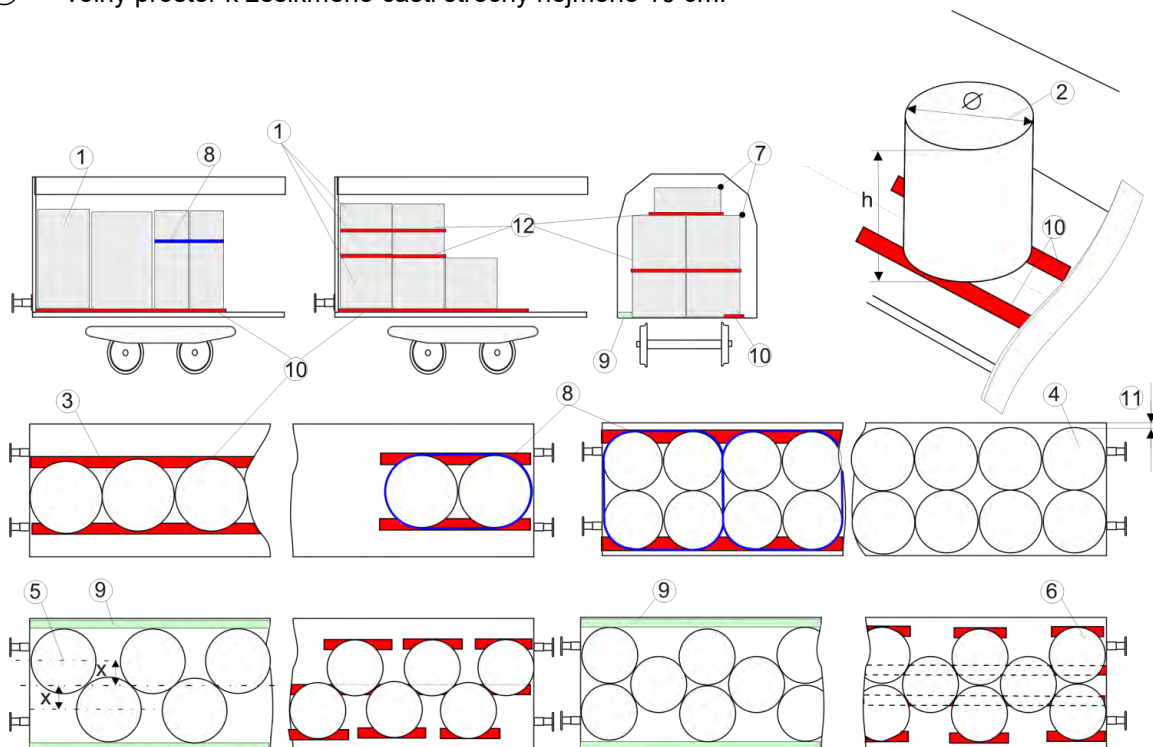 volný prostor k zešikmené části střechy nejméně 10 cm.
1 8 1 7 Ø 2
12 h 10
9 10
10
3 8 4 11
5 9 9 6
x
x